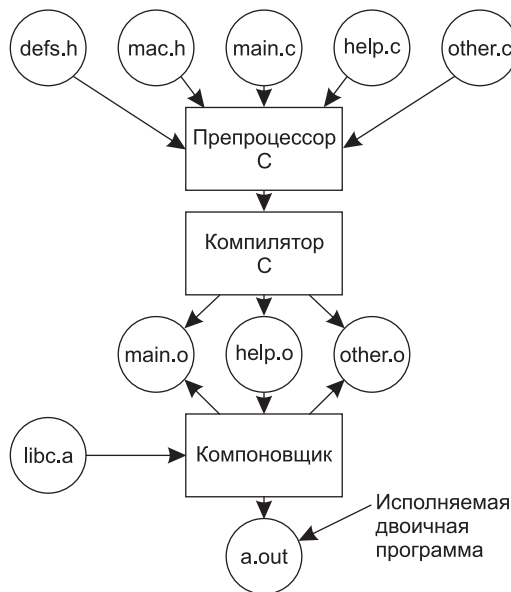 defs.h
mac.h
main.c
help.c
other.c
Препроцессор
C
Компилятор
C
main.o
help.o
other.o
libc.a
Компоновщик
a.out
Исполняемая
двоичная
программа